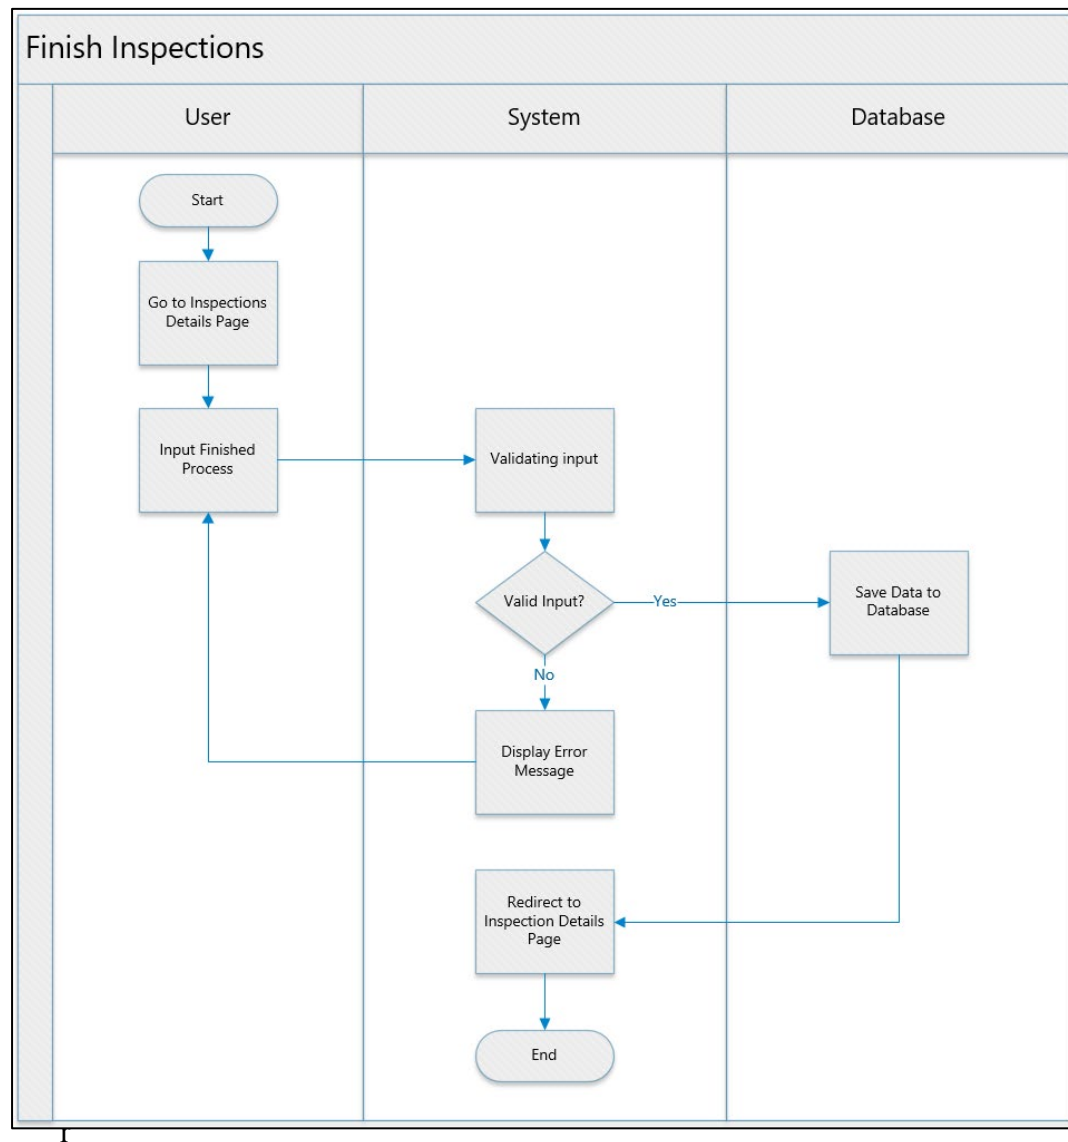 Finish Inspections
User
System
Database
Start
Go to Inspections
Details Page
Input Finished
Process
Validating input
Valid Input?
Yes
Save Data to
Database
No
Display Error
Message
Redirect to
Inspection Details
Page
End